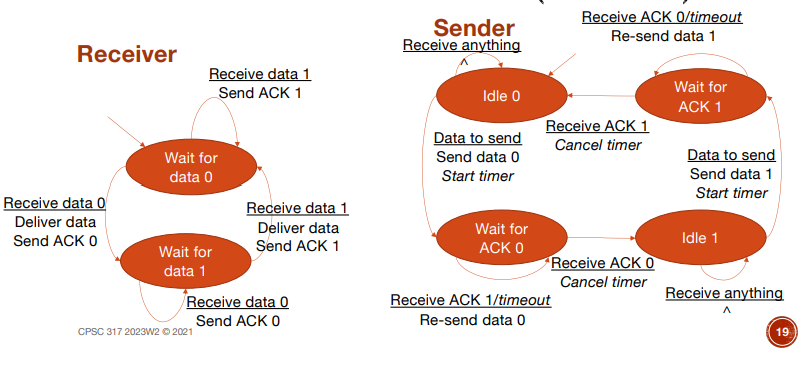 Receiver
Receive data 1
Send ACK 1
Wait for
data 0
Receive data 0
Deliver data
Send ACK 0
Receive data 1
Deliver data
Send ACK 1
Wait for
data 1
Receive data 0
Send ACK 0
CPSC 317 2023W2 © 2021
Sender
Receive anything
^
Receive ACK 0/timeout
Re-send data 1
Idle 0
Wait for
ACK 1
Data to send
Send data 0
Start timer
Receive ACK 1
Cancel timer
Data to send
Send data 1
Start timer
Wait for
ACK 0
Idle 1
Receive ACK 0
Cancel timer
Receive ACK 1/timeout
Re-send data 0
Receive anything
^
19